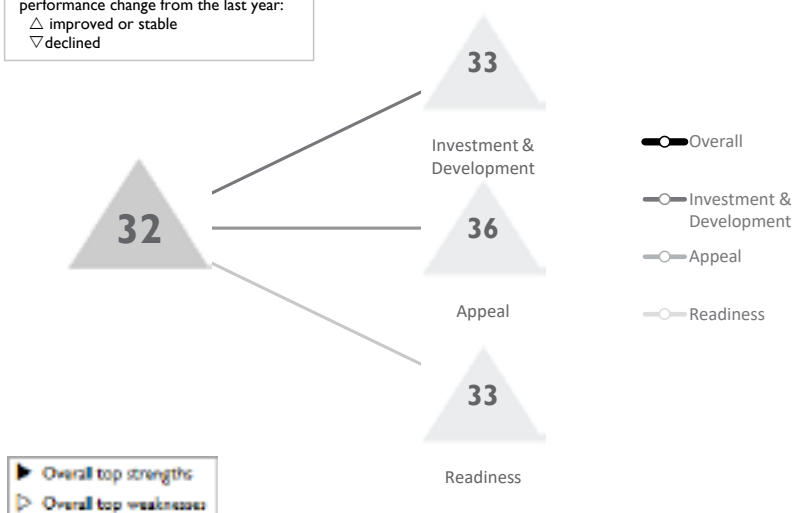 performance change from the last year:
△ improved or stable
▽ declined
33
Investment &
Development
32
36
Appeal
33
Readiness
Overall
Investment &
Development
Appeal
Readiness
▶ Overall top strengths
▷ Overall top weaknesses